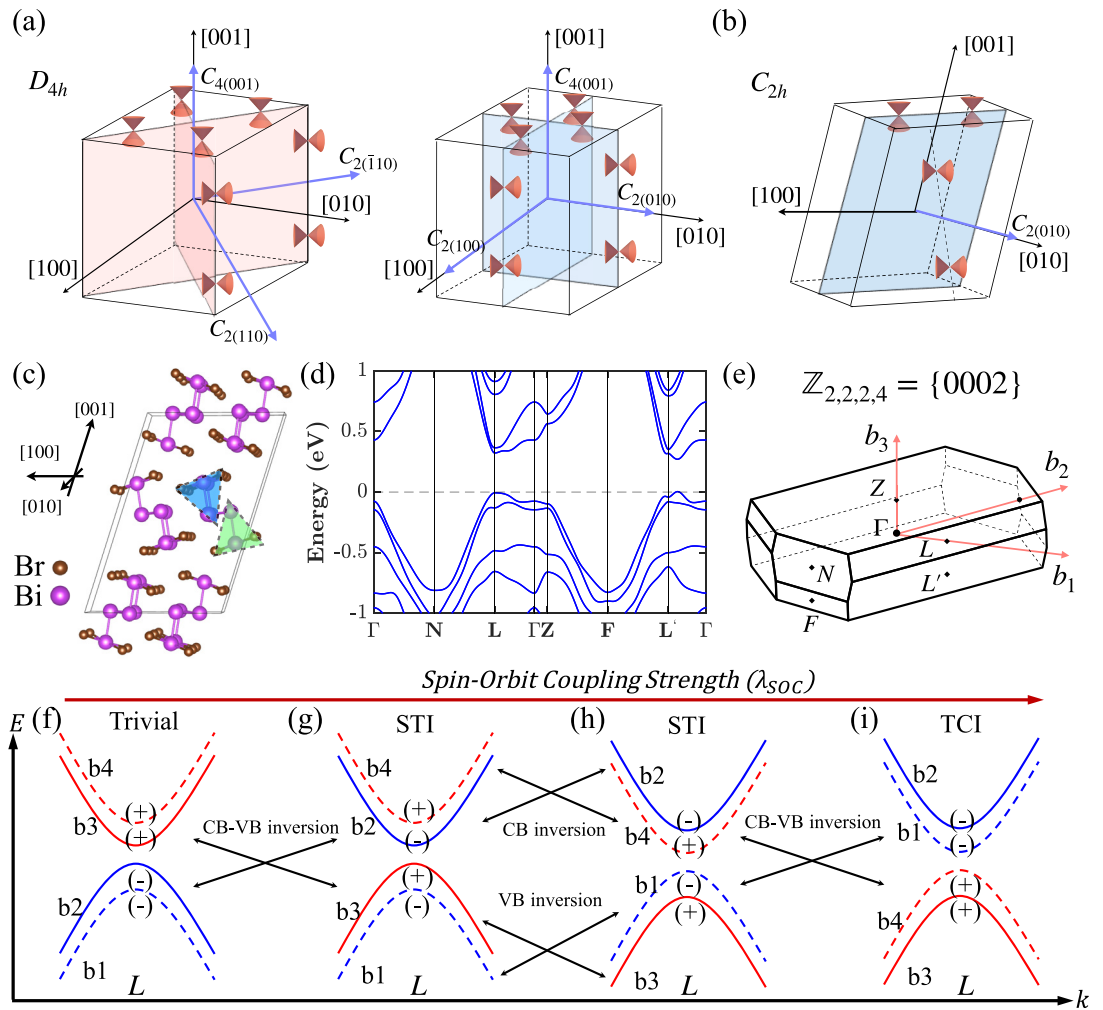 (a)
D4h
[001]
C4(001)
C2(1̄10)
[010]
[100]
C2(110)
[001]
C4(001)
C2(010)
[010]
C2(100)
[100]
(b)
C2h
[001]
[100]
C2(010)
[010]
(c)
[001]
[100]
[010]
Br
Bi
(d)
Energy (eV)
1
0.5
0
-0.5
-1
Γ N L Γ Z F L' Γ
(e)
ℤ2,2,2,4 = {0002}
b3
b2
Z
Γ
L
b1
N
L'
F
Spin-Orbit Coupling Strength (λSOC)
E
(f) Trivial
b4
(+)
b3
(+)
(-)
b2
(-)
b1
L
CB-VB inversion
(g) STI
b4
(+)
b2
(-)
(+)
b3
(-)
b1
L
CB inversion
VB inversion
(h) STI
b2
(-)
b4
(+)
b1
(-)
(+)
b3
L
CB-VB inversion
(i) TCI
b2
(-)
b1
(-)
(+)
b4
(+)
b3
L
k